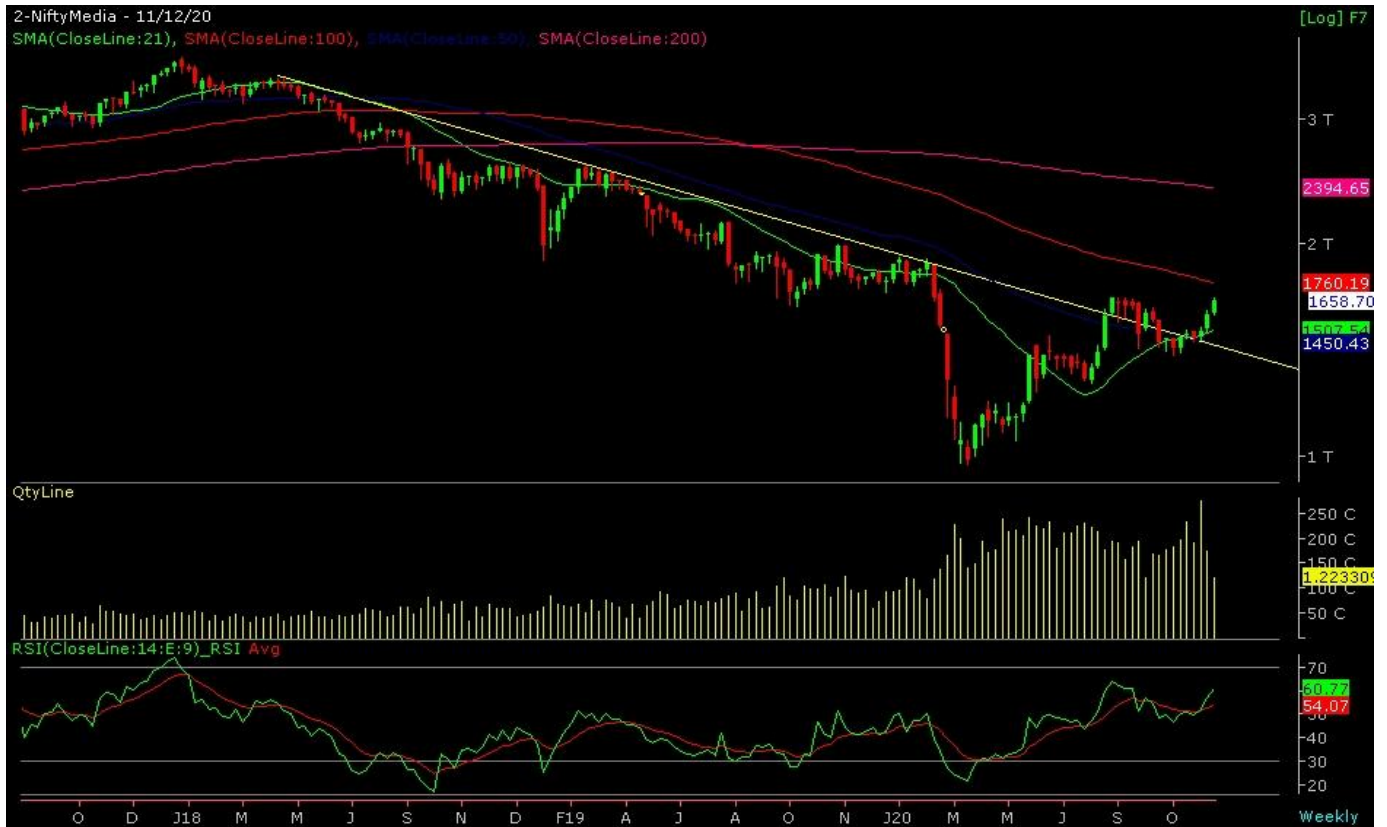 2-NiftyMedia - 11/12/20
[Log] F7
SMA(CloseLine:21), SMA(CloseLine:100), SMA(CloseLine:50), SMA(CloseLine:200)
3 T
2394.65
2 T
1760.19
1658.70
1507.54
1450.43
1 T
QtyLine
250 C
200 C
150 C
1.223309
100 C
50 C
RSI(CloseLine:14:E:9)_RSI Avg
70
60.77
54.07
50
40
30
20
O D J18 M M J S N D F19 A J A O N J20 M M J S O
Weekly